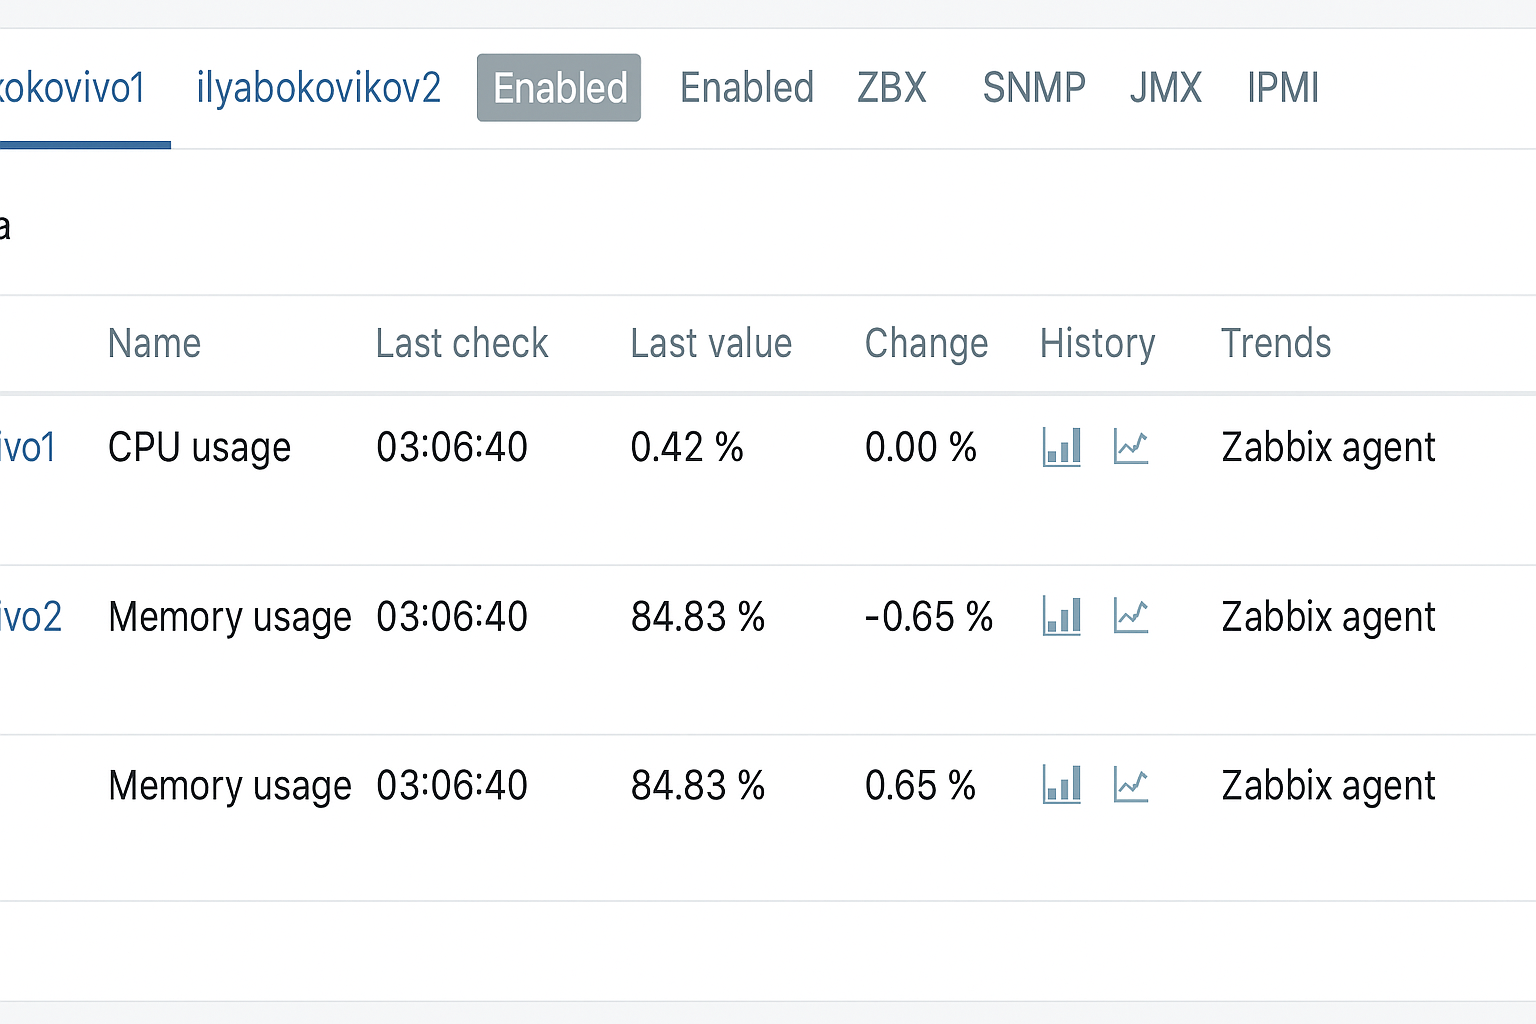 kokovivo1 ilyabokovikov2 Enabled Enabled ZBX SNMP JMX IPMI
a
Name Last check Last value Change History Trends
ivo1 CPU usage 03:06:40 0.42 % 0.00 % Zabbix agent
ivo2 Memory usage 03:06:40 84.83 % -0.65 % Zabbix agent
Memory usage 03:06:40 84.83 % 0.65 % Zabbix agent